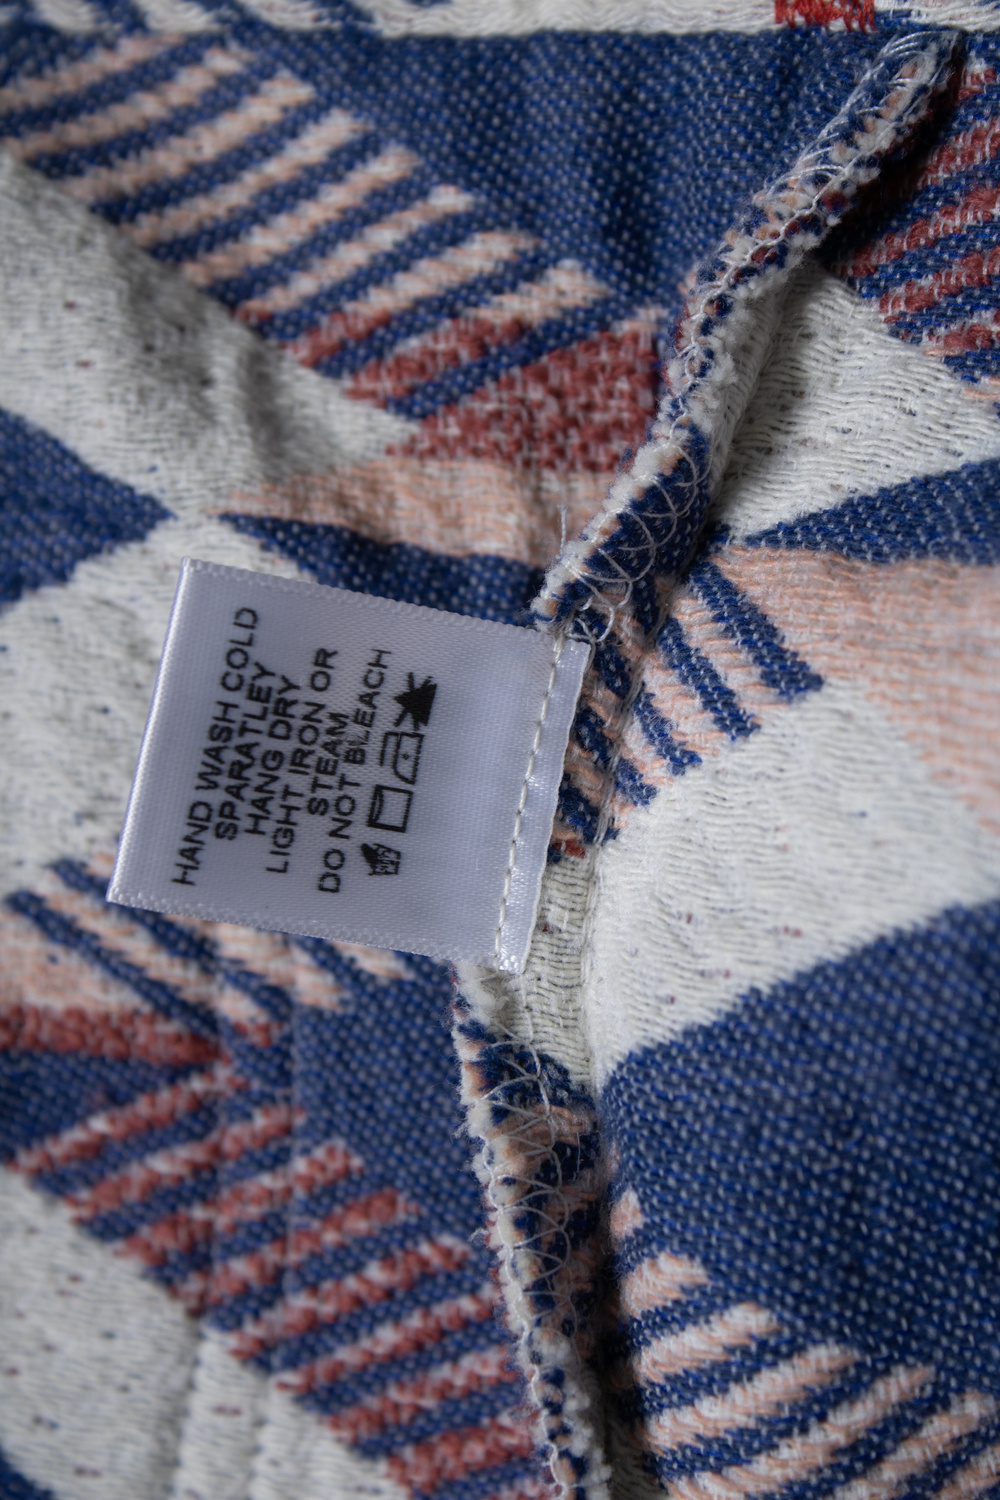 HAND WASH COLD
SPARATLEY
HANG DRY
LIGHT IRON OR
STEAM
DO NOT BLEACH